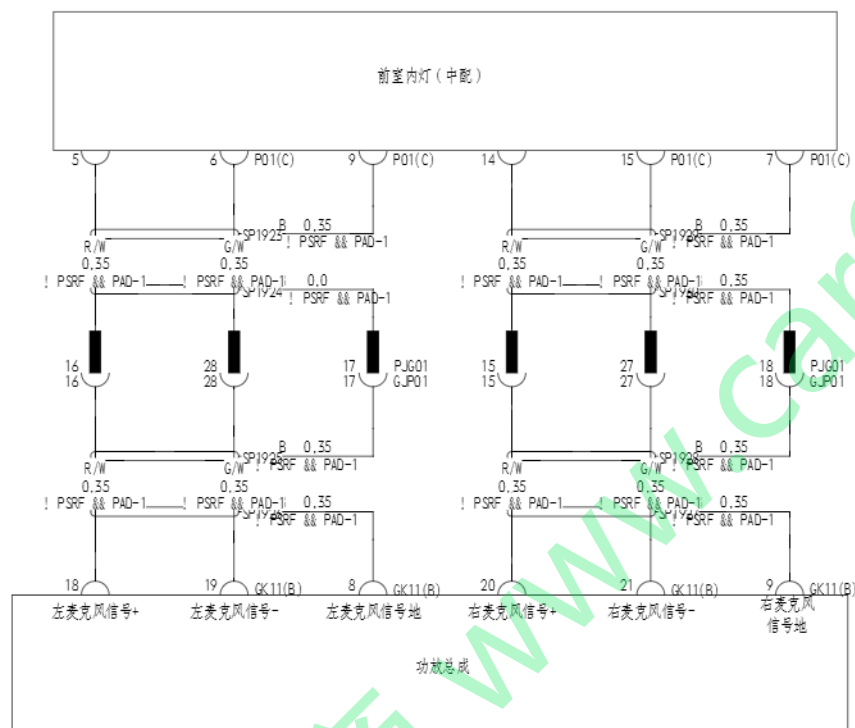 前室内灯(中配)
5 6 P01(C) 9 P01(C) 14 15 P01(C) 7 P01(C)
SP1923 B 0,35 B 0,35
R/W G/W ! PSRF && PAD-1 R/W G/W ! PSRF && PAD-1
0,35 0,35 0,35 0,35
! PSRF && PAD-1 ! PSRF && PAD-1 0,0 ! PSRF && PAD-1 ! PSRF && PAD-1 0,35
SP1924 ! PSRF && PAD-1 ! PSRF && PAD-1
16 28 17 PJG01 15 27 18 PJG01
16 28 17 GJP01 15 27 18 GJP01
SP1925 B 0,35 SP1928 B 0,35
R/W G/W ! PSRF && PAD-1 R/W G/W ! PSRF && PAD-1
0,35 0,35 0,35 0,35
! PSRF && PAD-1 ! PSRF && PAD-1 0,35 ! PSRF && PAD-1 ! PSRF && PAD-1 0,35
! PSRF && PAD-1 ! PSRF && PAD-1
18 19 GK11(B) 8 GK11(B) 20 21 GK11(B) 9 GK11(B)
左麦克风信号+ 左麦克风信号- 左麦克风信号地 右麦克风信号+ 右麦克风信号- 右麦克风
信号地
功放总成
www.car